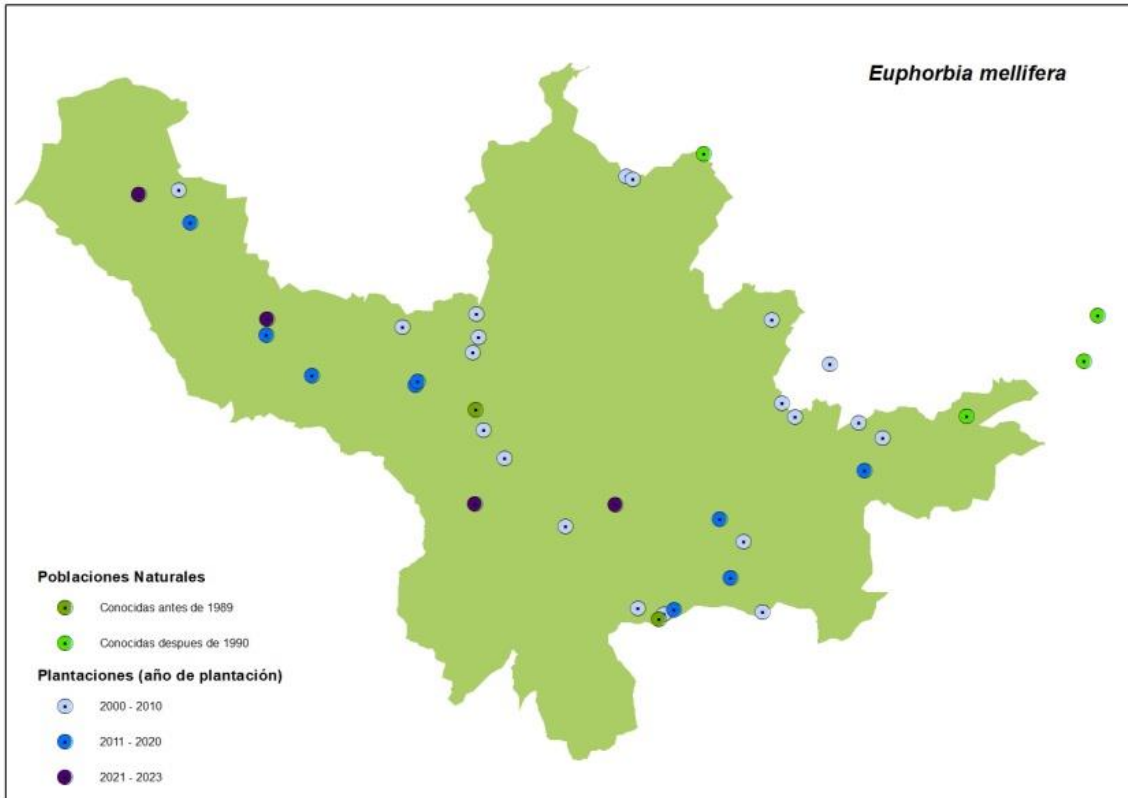 Euphorbia mellifera
Poblaciones Naturales
Conocidas antes de 1989
Conocidas despues de 1990
Plantaciones (año de plantación)
2000 - 2010
2011 - 2020
2021 - 2023